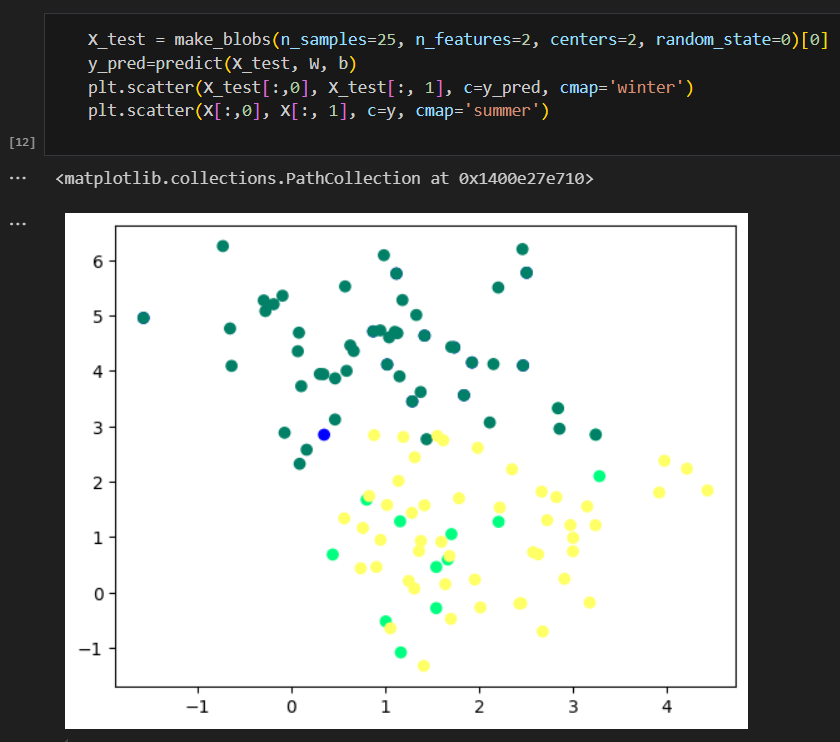 X_test = make_blobs(n_samples=25, n_features=2, centers=2, random_state=0)[0]
y_pred=predict(X_test, W, b)
plt.scatter(X_test[:,0], X_test[:, 1], c=y_pred, cmap='winter')
plt.scatter(X[:,0], X[:, 1], c=y, cmap='summer')
[12]
... <matplotlib.collections.PathCollection at 0x1400e27e710>
...
6
5
4
3
2
1
0
−1
−1 0 1 2 3 4